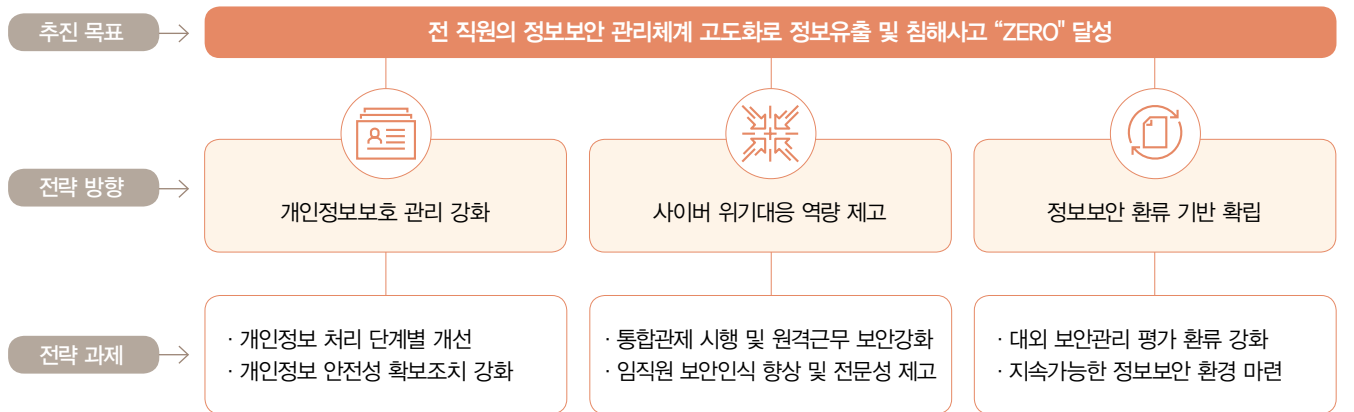 추진 목표
전 직원의 정보보안 관리체계 고도화로 정보유출 및 침해사고 “ZERO" 달성
전략 방향
개인정보보호 관리 강화
사이버 위기대응 역량 제고
정보보안 환류 기반 확립
전략 과제
· 개인정보 처리 단계별 개선
· 개인정보 안전성 확보조치 강화
· 통합관제 시행 및 원격근무 보안강화
· 임직원 보안인식 향상 및 전문성 제고
· 대외 보안관리 평가 환류 강화
· 지속가능한 정보보안 환경 마련